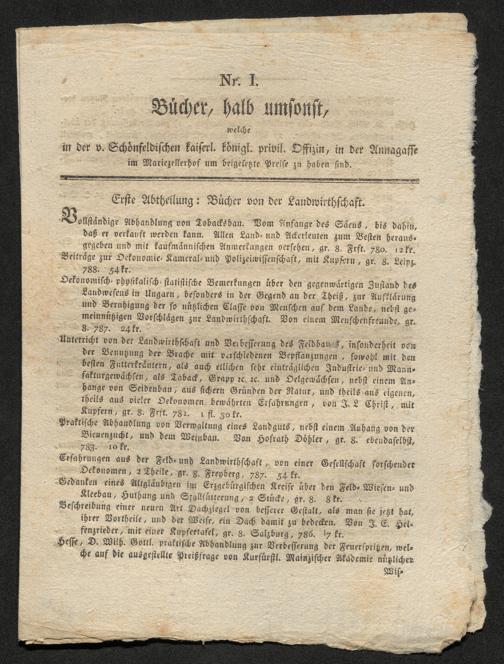 Nr. I.
Bücher, halb umsonst,
welche
in der v. Schönfeldischen kaiserl. königl. privil. Offizin, in der Annagasse
im Mariezellerhof um beigesetzte Preise zu haben sind.
Erste Abtheilung: Bücher von der Landwirthschaft.
Vollständige Abhandlung von Tobacksbau. Vom Anfange des Säens, bis dahin,
daß er verkauft werden kann. Allen Land- und Ackerleuten zum Besten heraus-
gegeben und mit kaufmännischen Anmerkungen versehen, gr. 8. Frft. 780. 12 kr.
Beiträge zur Oekonomie, Kameral- und Polizeiwissenschaft, mit Kupfern, gr. 8. Leipz.
788. 54 kr.
Oekonomisch-physikalisch-statistische Bemerkungen über den gegenwärtigen Zustand des
Landwesens in Ungarn, besonders in der Gegend an der Theiß, zur Aufklärung
und Beruhigung der so nützlichen Classe von Menschen auf dem Lande, nebst ge-
meinnützigen Vorschlägen zur Landwirthschaft. Von einem Menschenfreunde, gr.
8. 787. 24 kr.
Unterricht von der Landwirthschaft und Verbesserung des Feldbaues, insonderheit von
der Benutzung der Brache mit verschiedenen Bepflanzungen, sowohl mit den
besten Futterkräutern, als auch etlichen sehr einträglichen Industrie- und Manu-
fakturgewächsen, als Taback, Grapp ꝛc. ꝛc. und Oelgewächsen, nebst einem An-
hange von Seidenbau, aus sichern Gründen der Natur, und theils aus eigenen,
theils aus vieler Oekonomen bewährten Erfahrungen, von J. L. Christ, mit
Kupfern, gr. 8. Frft. 782. 1 fl. 30 kr.
Praktische Abhandlung von Verwaltung eines Landguts, nebst einem Anhang von der
Bienenzucht, und dem Weinbau. Von Hofrath Döhler, gr. 8. ebendaselbst,
783. 10 kr.
Erfahrungen aus der Feld- und Landwirthschaft, von einer Gesellschaft forschender
Oekonomen, 2 Theile, gr. 8. Freyberg, 787. 54 kr.
Gedanken eines Altgläubigen im Erzgebürgischen Kreise über den Feld- Wiesen- und
Kleebau, Huthung und Stallfütterung, 2 Stücke, gr. 8. 8 kr.
Beschreibung einer neuen Art Dachziegel von besserer Gestalt, als man sie jetzt hat,
ihrer Vortheile, und der Weise, ein Dach damit zu bedecken. Von J. E. Hel-
fenzrieder, mit einer Kupfertafel, gr. 8. Salzburg, 786. 17 kr.
Hesse, D. Wilh. Gottl. praktische Abhandlung zur Verbesserung der Feuerspritzen, wel-
che auf die ausgestellte Preißfrage von Kurfürstl. Mainzischer Akademie nützlicher
Wis-